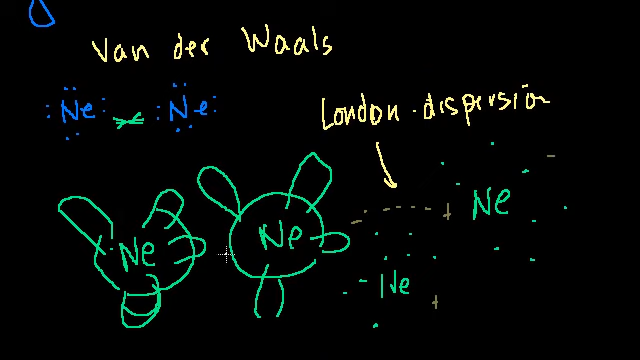 Van der Waals
:Ne: :Ne:
London dispersion
Ne
Ne Ne
Ne